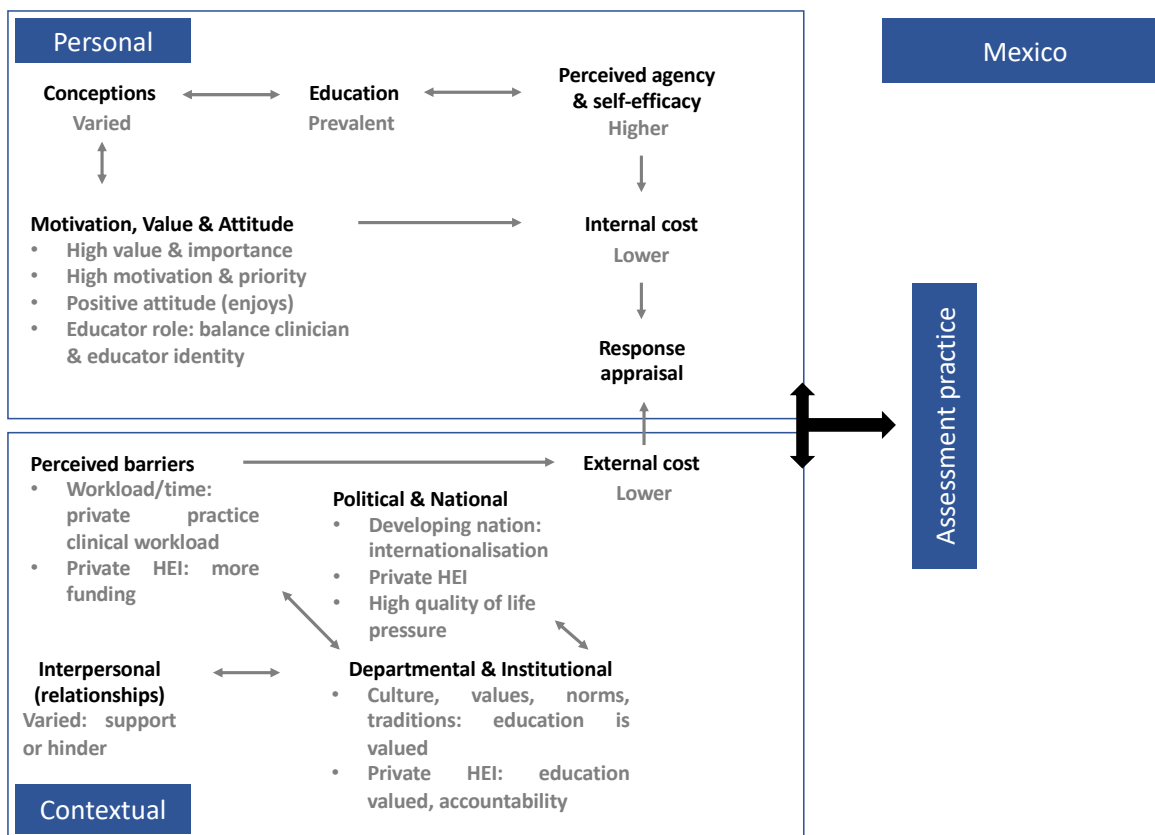 Personal
Mexico
Conceptions
Varied
Education
Prevalent
Perceived agency
& self-efficacy
Higher
Motivation, Value & Attitude
• High value & importance
• High motivation & priority
• Positive attitude (enjoys)
• Educator role: balance clinician
& educator identity
Internal cost
Lower
Response
appraisal
Assessment practice
Perceived barriers
• Workload/time:
private practice
clinical workload
• Private HEI: more
funding
External cost
Lower
Political & National
• Developing nation:
internationalisation
• Private HEI
• High quality of life
pressure
Interpersonal
(relationships)
Varied: support
or hinder
Departmental & Institutional
• Culture, values, norms,
traditions: education is
valued
• Private HEI: education
valued, accountability
Contextual